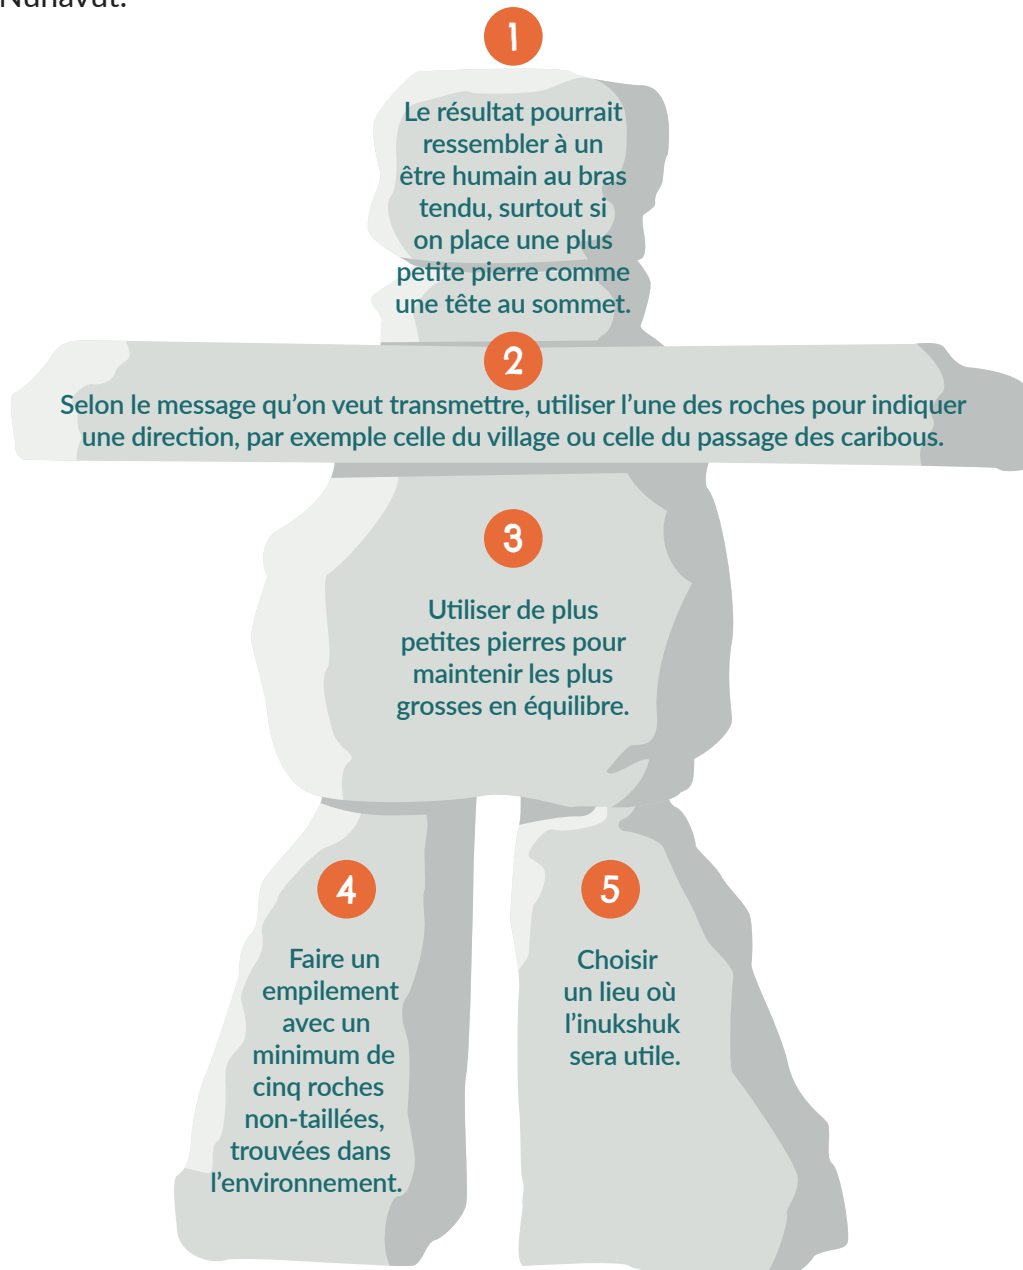 Nunavut.
1
Le résultat pourrait
ressembler à un
être humain au bras
tendu, surtout si
on place une plus
petite pierre comme
une tête au sommet.
2
Selon le message qu'on veut transmettre, utiliser l'une des roches pour indiquer
une direction, par exemple celle du village ou celle du passage des caribous.
3
Utiliser de plus
petites pierres pour
maintenir les plus
grosses en équilibre.
4
Faire un
empilement
avec un
minimum de
cinq roches
non-taillées,
trouvées dans
l'environnement.
5
Choisir
un lieu où
l'inukshuk
sera utile.